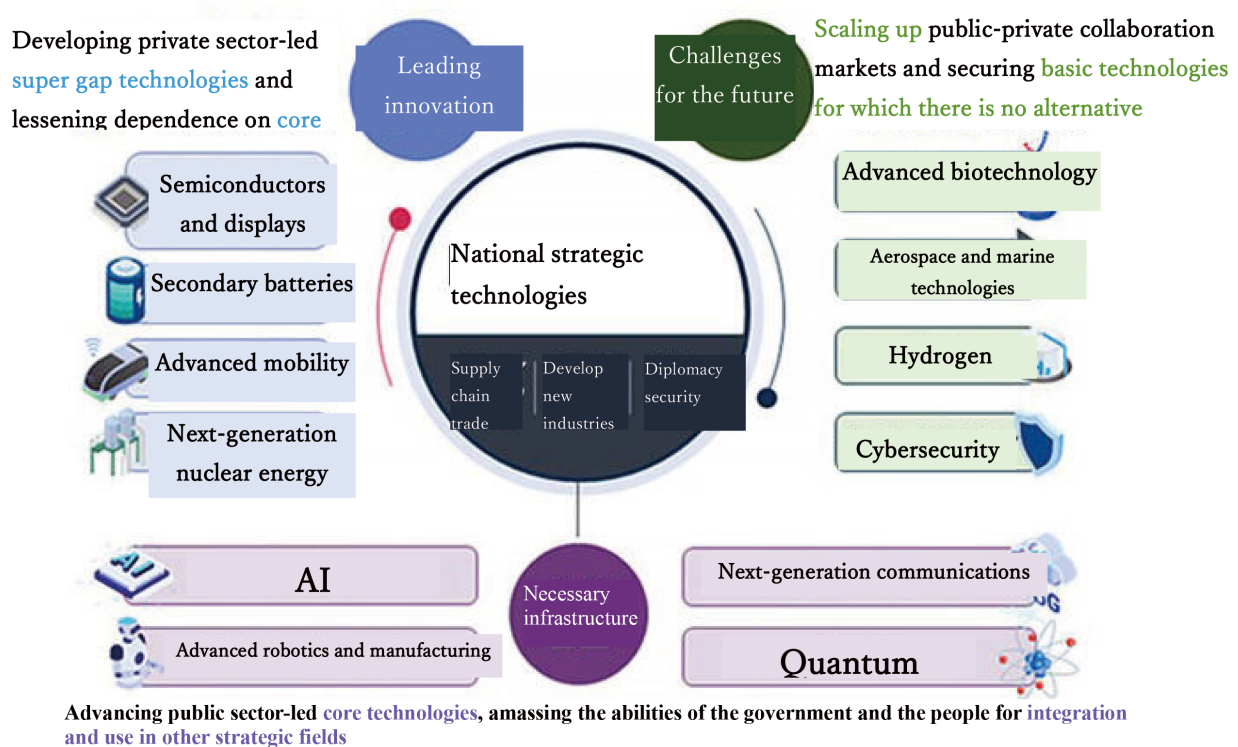 Developing private sector-led
super gap technologies and
lessening dependence on core
Leading
innovation
Challenges
for the future
Scaling up public-private collaboration
markets and securing basic technologies
for which there is no alternative
Semiconductors
and displays
Secondary batteries
Advanced mobility
Next-generation
nuclear energy
National strategic
technologies
Supply
chain
trade
Develop
new
industries
Diplomacy
security
Advanced biotechnology
Aerospace and marine
technologies
Hydrogen
Cybersecurity
AI
AI
Advanced robotics and manufacturing
Necessary
infrastructure
Next-generation communications
Quantum
Advancing public sector-led core technologies, amassing the abilities of the government and the people for integration
and use in other strategic fields